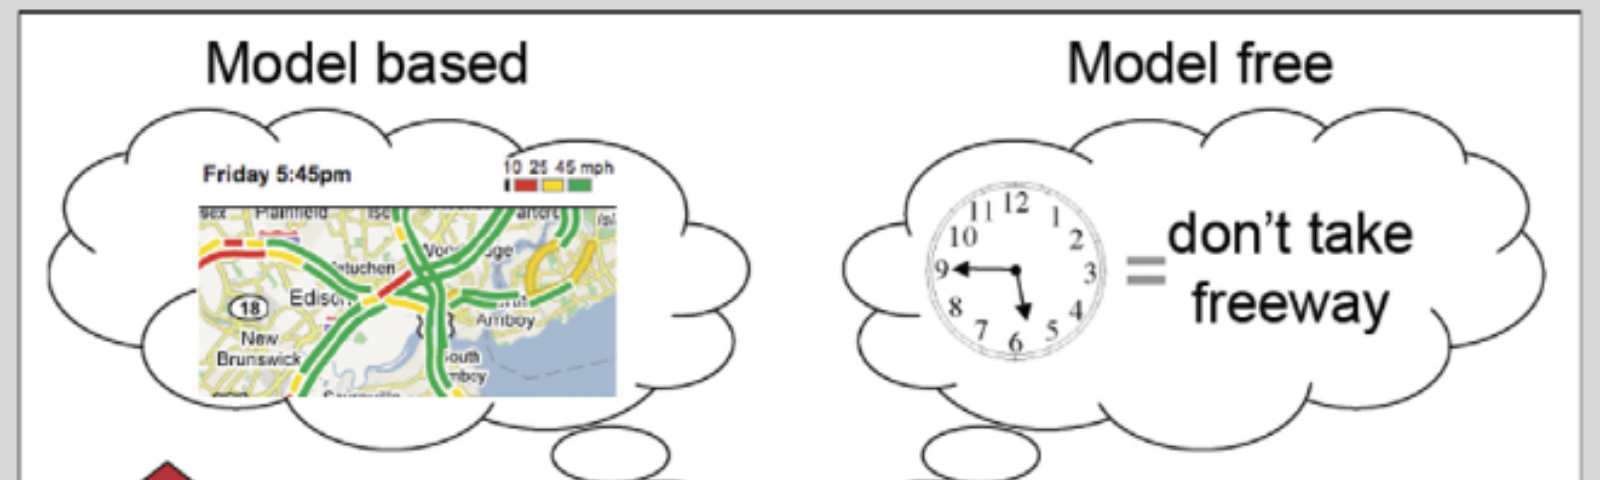 Model based
Model free
Friday 5:45pm
10 25 45 mph
Plainfield
Edison
18
New
Brunswick
Amboy
12
11
1
10
2
9
3
8
4
7
5
6
=
don't take
freeway